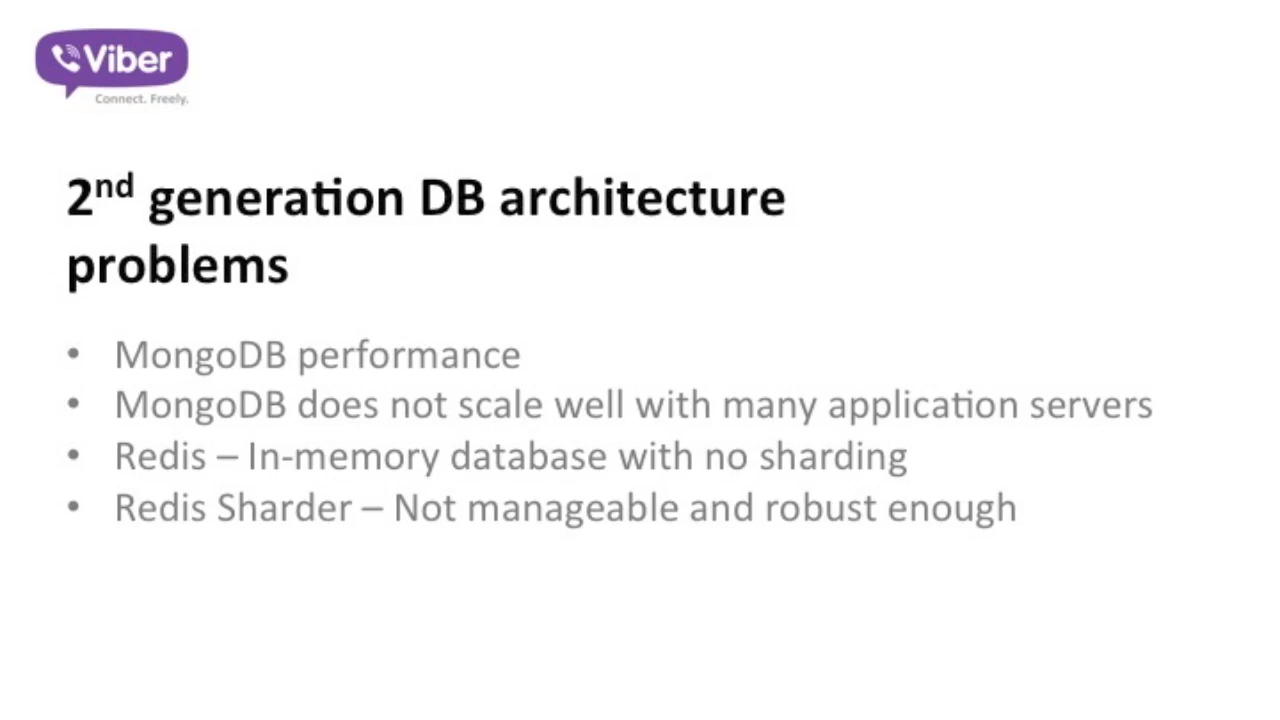 Viber
Connect. Freely.
2nd generation DB architecture
problems
• MongoDB performance
• MongoDB does not scale well with many application servers
• Redis – In-memory database with no sharding
• Redis Sharder – Not manageable and robust enough